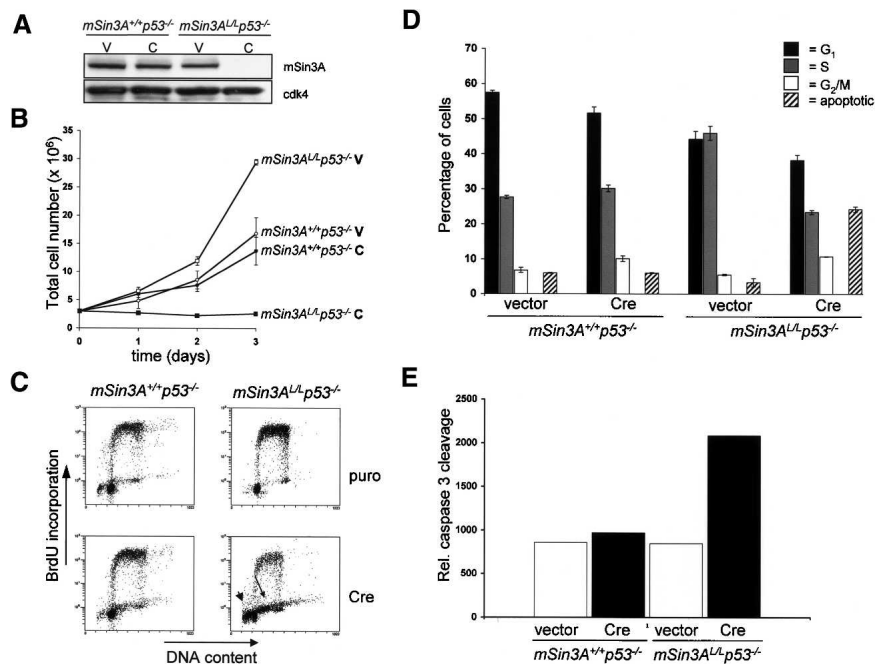 A
mSin3A+/+p53-/- mSin3AL/Lp53-/-
V C V C
mSin3A
cdk4
B
Total cell number (x 10⁶)
35
30
25
20
15
10
5
0
0 1 2 3
time (days)
mSin3AL/Lp53-/- V
mSin3A+/+p53-/- V
mSin3A+/+p53-/- C
mSin3AL/Lp53-/- C
C
mSin3A+/+p53-/- mSin3AL/Lp53-/-
puro
Cre
BrdU incorporation
DNA content
D
= G₁
= S
= G₂/M
= apoptotic
Percentage of cells
70
60
50
40
30
20
10
0
vector Cre vector Cre
mSin3A+/+p53-/- mSin3AL/Lp53-/-
E
Rel. caspase 3 cleavage
2500
2000
1500
1000
500
0
vector Cre vector Cre
mSin3A+/+p53-/- mSin3AL/Lp53-/-